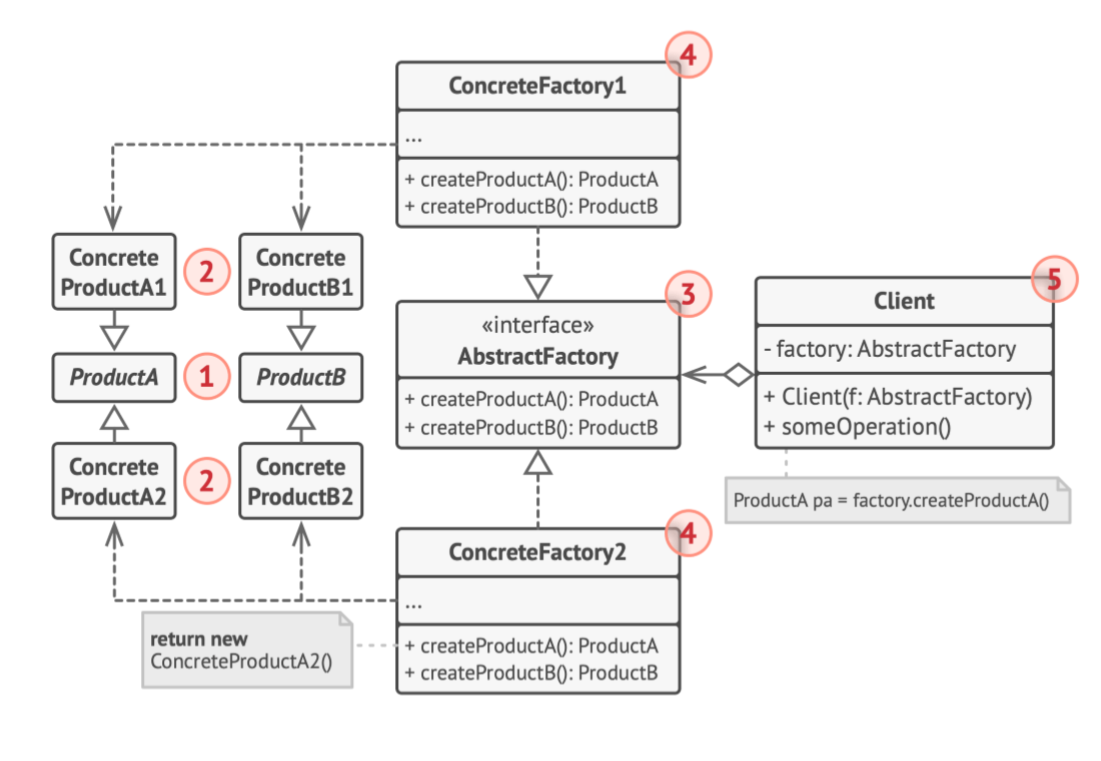 4
ConcreteFactory1
...
+ createProductA(): ProductA
+ createProductB(): ProductB
Concrete
ProductA1
2
Concrete
ProductB1
ProductA
1
ProductB
Concrete
ProductA2
2
Concrete
ProductB2
3
«interface»
AbstractFactory
+ createProductA(): ProductA
+ createProductB(): ProductB
5
Client
- factory: AbstractFactory
+ Client(f: AbstractFactory)
+ someOperation()
ProductA pa = factory.createProductA()
4
ConcreteFactory2
...
+ createProductA(): ProductA
+ createProductB(): ProductB
return new
ConcreteProductA2()